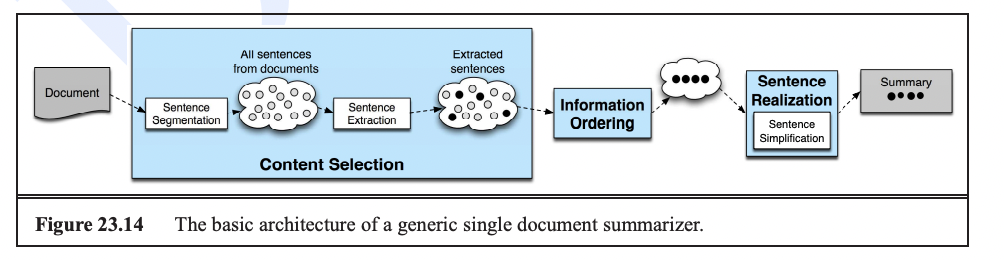 Document
All sentences
from documents
Sentence
Segmentation
Extracted
sentences
Sentence
Extraction
Content Selection
Information
Ordering
Sentence
Realization
Sentence
Simplification
Summary
Figure 23.14 The basic architecture of a generic single document summarizer.